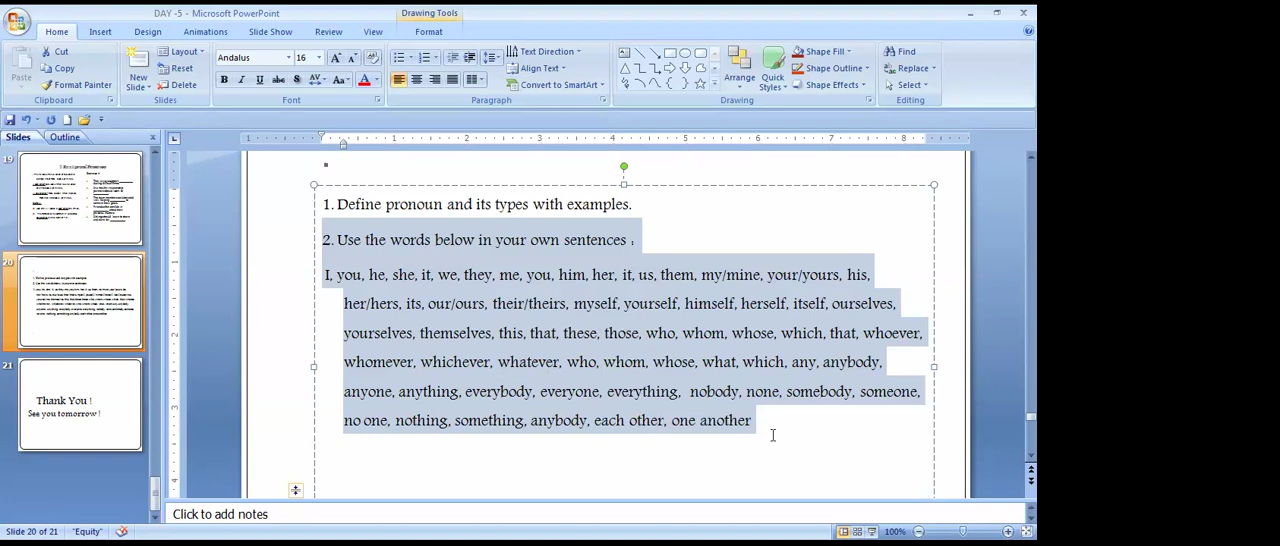 DAY -5 - Microsoft PowerPoint
Drawing Tools
Home Insert Design Animations Slide Show Review View Format
Cut
Copy
Format Painter
Paste
Clipboard
New
Slide
Layout
Reset
Delete
Slides
Andalus 16
B I U abc S AV Aa A
Font
Text Direction
Align Text
Convert to SmartArt
Paragraph
Arrange
Quick
Styles
Shape Fill
Shape Outline
Shape Effects
Drawing
Find
Replace
Select
Editing
Slides Outline
19
20
21
Thank You !
See you tomorrow !
1. Define pronoun and its types with examples.
2. Use the words below in your own sentences :
I, you, he, she, it, we, they, me, you, him, her, it, us, them, my/mine, your/yours, his,
her/hers, its, our/ours, their/theirs, myself, yourself, himself, herself, itself, ourselves,
yourselves, themselves, this, that, these, those, who, whom, whose, which, that, whoever,
whomever, whichever, whatever, who, whom, whose, what, which, any, anybody,
anyone, anything, everybody, everyone, everything, nobody, none, somebody, someone,
no one, nothing, something, anybody, each other, one another
Click to add notes
Slide 20 of 21 "Equity" 100%